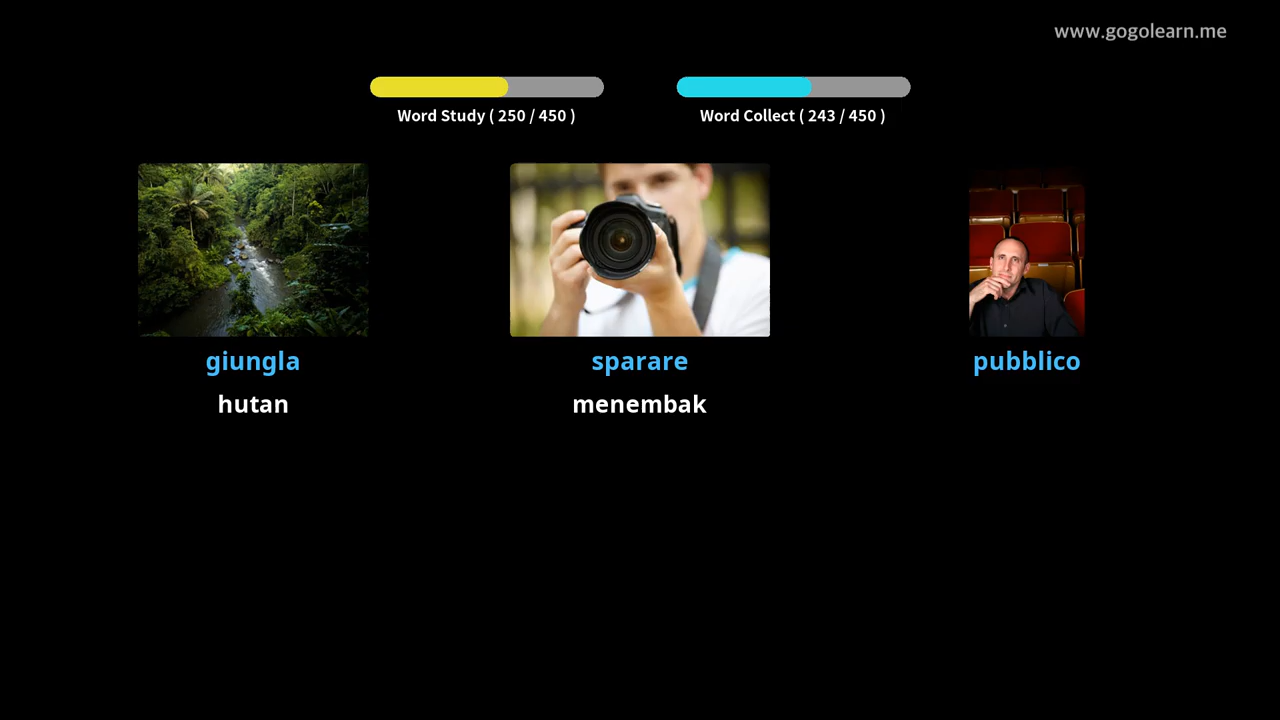 www.gogolearn.me
Word Study ( 250 / 450 )
Word Collect ( 243 / 450 )
giungla
sparare
pubblico
hutan
menembak